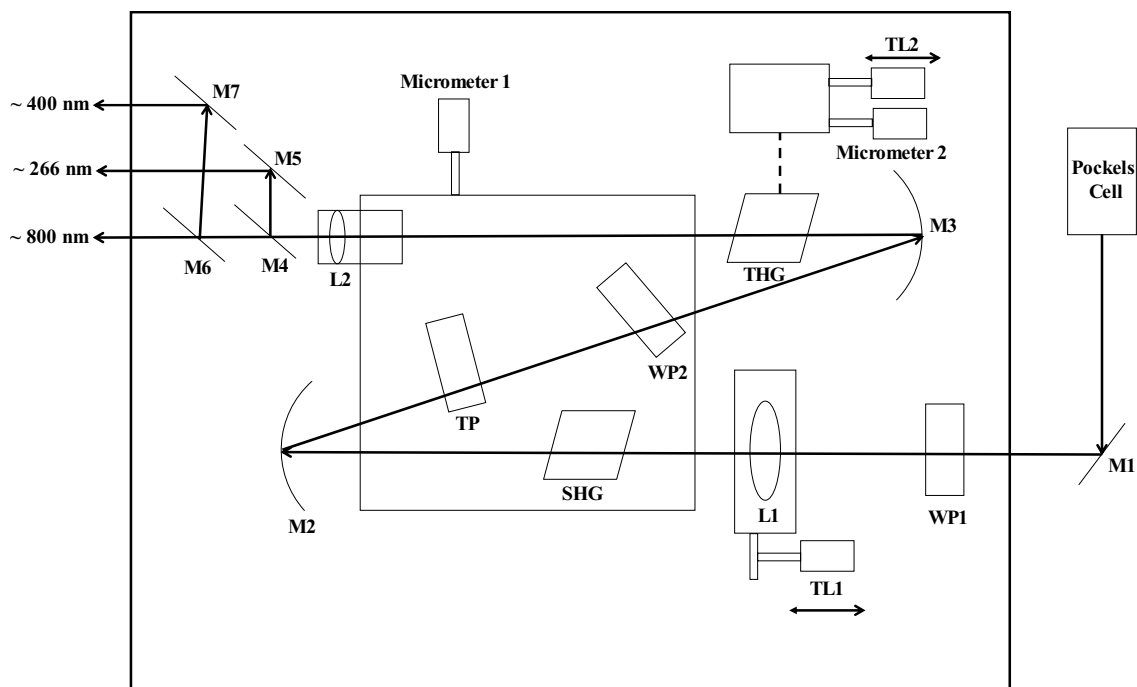 TL2
Micrometer 1
M7
~ 400 nm
Micrometer 2
M5
Pockels
Cell
~ 266 nm
M3
~ 800 nm
M6
M4
L2
THG
WP2
TP
M1
SHG
L1
WP1
M2
TL1